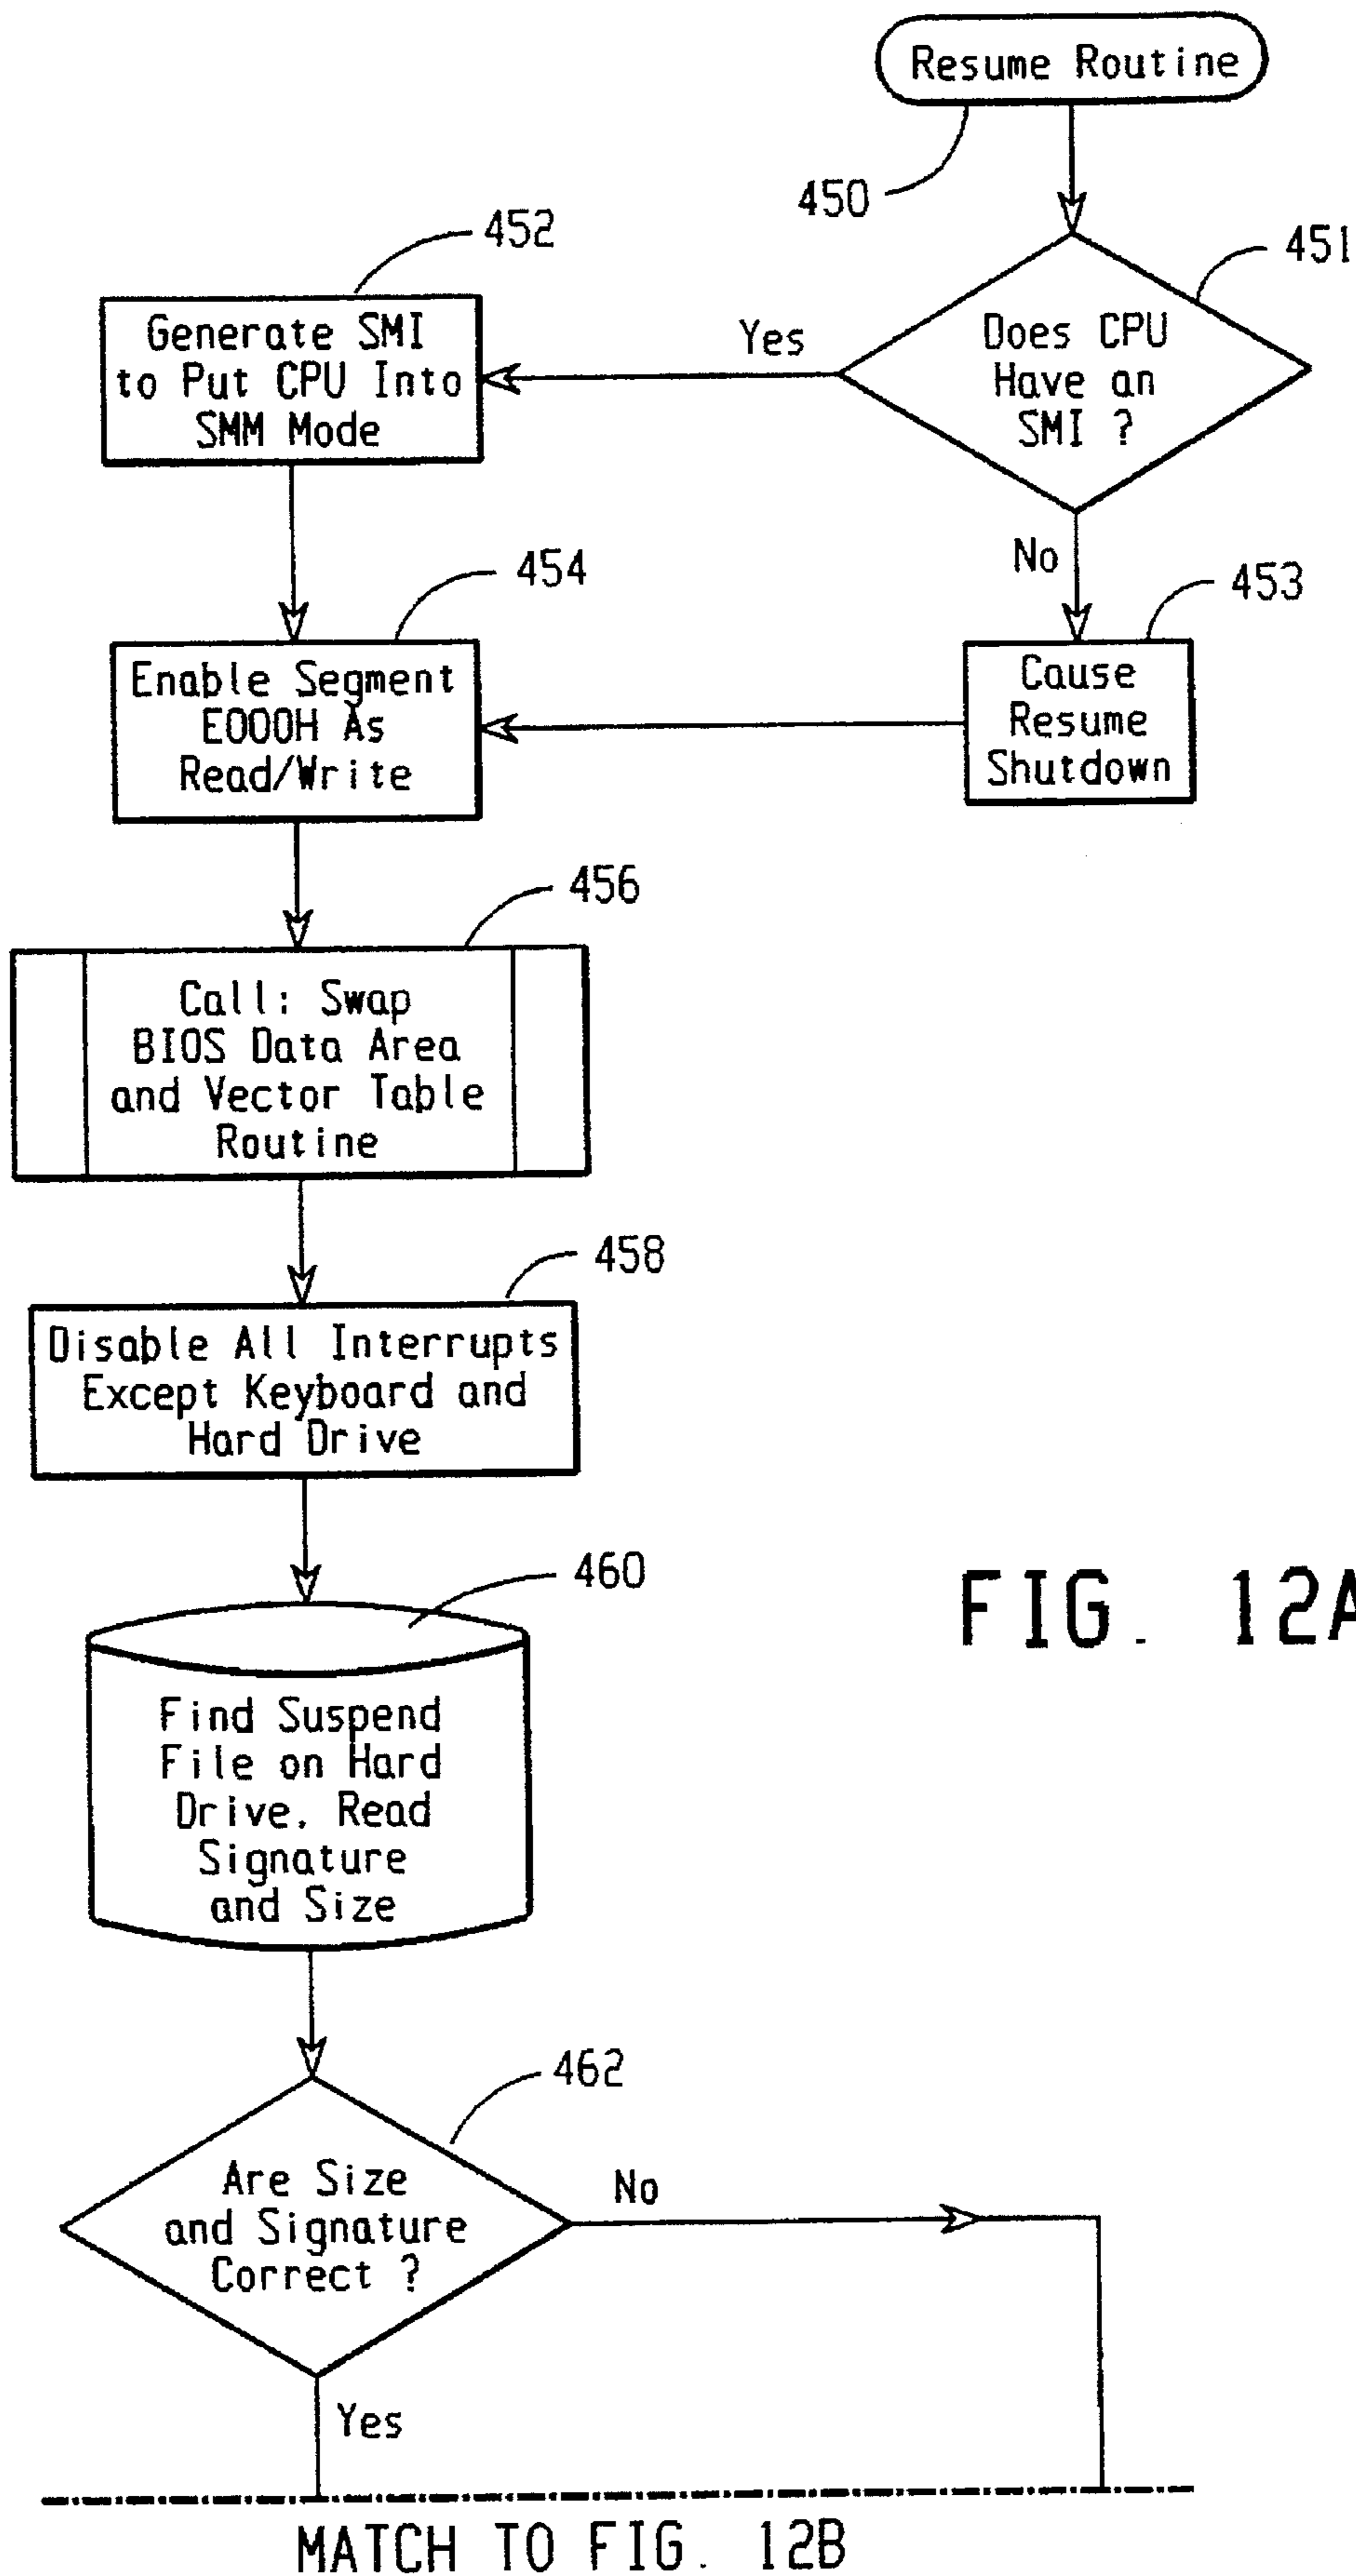 Resume Routine
450
451
Does CPU
Have an
SMI ?
Yes
No
452
Generate SMI
to Put CPU Into
SMM Mode
453
Cause
Resume
Shutdown
454
Enable Segment
E000H As
Read/Write
456
Call: Swap
BIOS Data Area
and Vector Table
Routine
458
Disable All Interrupts
Except Keyboard and
Hard Drive
460
Find Suspend
File on Hard
Drive. Read
Signature
and Size
FIG. 12A
462
Are Size
and Signature
Correct ?
No
Yes
MATCH TO FIG. 12B